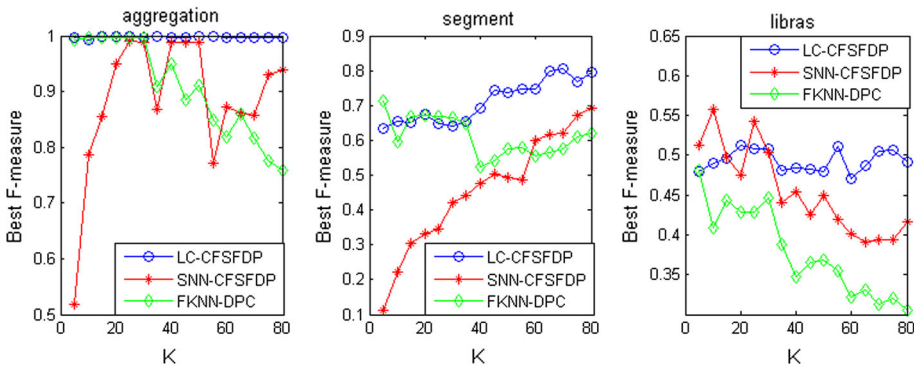 aggregation
Best F-measure
1
0.9
0.8
0.7
0.6
0.5
0 20 40 60 80
K
LC-CFSFDP
SNN-CFSFDP
FKNN-DPC
segment
Best F-measure
0.9
0.8
0.7
0.6
0.5
0.4
0.3
0.2
0.1
0 20 40 60 80
K
LC-CFSFDP
SNN-CFSFDP
FKNN-DPC
libras
Best F-measure
0.65
0.6
0.55
0.5
0.45
0.4
0.35
0 20 40 60 80
K
LC-CFSFDP
SNN-CFSFDP
FKNN-DPC